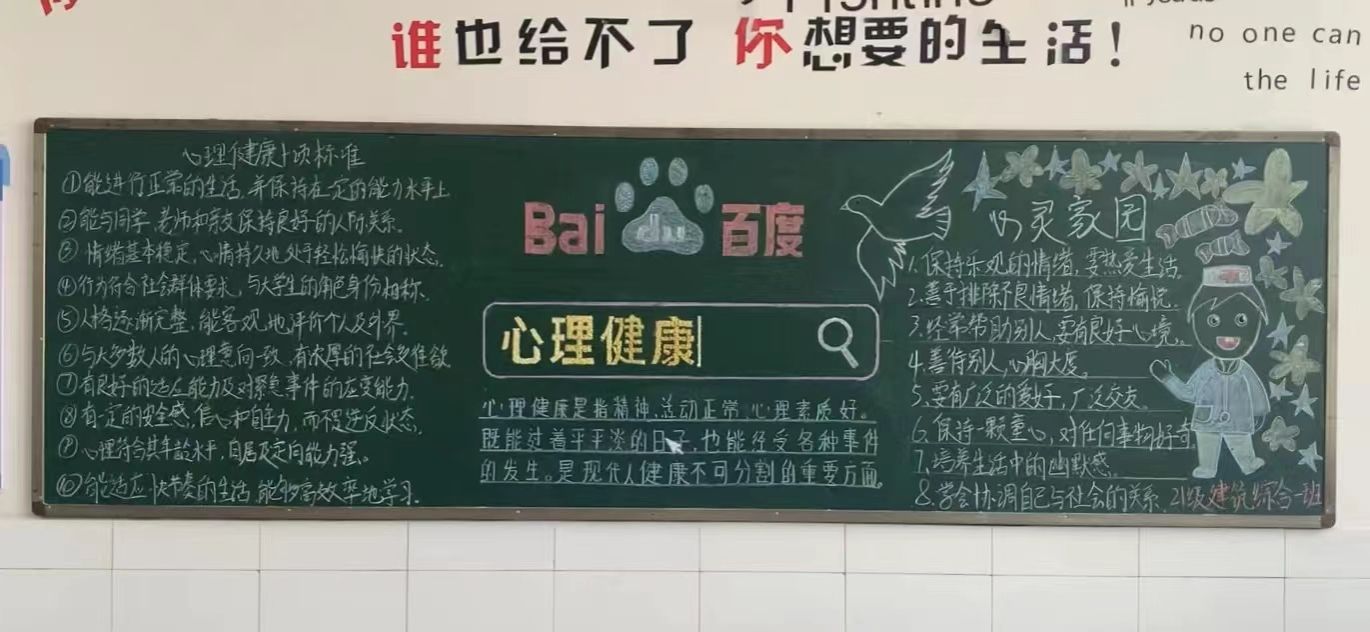 谁也给不了你想要的生活！
no one can
the life
心理健康十项标准
①能进行正常的生活,并保持在一定的能力水平上
②能与同学,老师和亲友保持良好的人际关系.
③情绪基本稳定,心情持久地处于轻松愉快的状态.
④行为符合社会群体要求,与大学生的角色身份相称.
⑤人格逐渐完整,能客观地评价个人及外界.
⑥与大多数人的心理意向一致,有浓厚的社会
⑦有良好的适应能力及对紧急事件的应变能力.
⑧有一定的安全感,信心和自主力,而不是逆反状态.
⑨心理符合其年龄水平,自居及定向能力强。
⑩能适应快节奏的生活,能够高效率地学习.
Bai du 百度
心理健康
心理健康是指精神、活动正常、心理素质好。
既能过着平平淡淡的日子,也能经受各种事件
的发生。是现代人健康不可分割的重要方面。
心灵家园
1.保持乐观的情绪,要热爱生活.
2.善于排除不良情绪,保持愉悦.
3.经常帮助别人,要有良好心境。
4.善待别人,心胸大度。
5.要有广泛的爱好,广泛交友.
6.保持一颗童心,对任何事物好奇
7.培养生活中的幽默感.
8.学会协调自己与社会的关系.
21级建筑综合一班